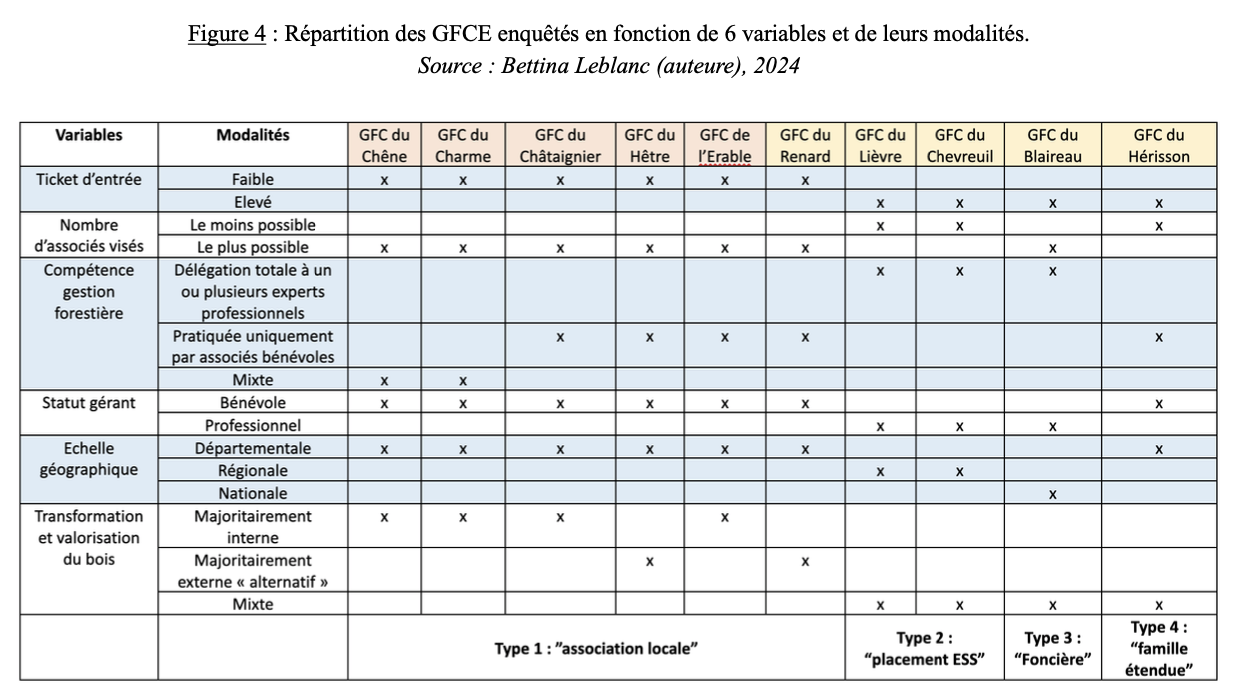 Figure 4 : Répartition des GFCE enquêtés en fonction de 6 variables et de leurs modalités.
Source : Bettina Leblanc (auteure), 2024
Variables Modalités GFC du Chêne GFC du Charme GFC du Châtaignier GFC du Hêtre GFC de l'Erable GFC du Renard GFC du Lièvre GFC du Chevreuil GFC du Blaireau GFC du Hérisson
Ticket d'entrée Faible x x x x x x
Elevé x x x x
Nombre d'associés visés Le moins possible x x x
Le plus possible x x x x x x x
Compétence gestion forestière Délégation totale à un ou plusieurs experts professionnels x x x
Pratiquée uniquement par associés bénévoles x x x x x
Mixte x x
Statut gérant Bénévole x x x x x x x
Professionnel x x x
Echelle géographique Départementale x x x x x x x
Régionale x x
Nationale x
Transformation et valorisation du bois Majoritairement interne x x x x
Majoritairement externe « alternatif » x x
Mixte x x x x
Type 1 : "association locale" Type 2 : "placement ESS" Type 3 : "Foncière" Type 4 : "famille étendue"